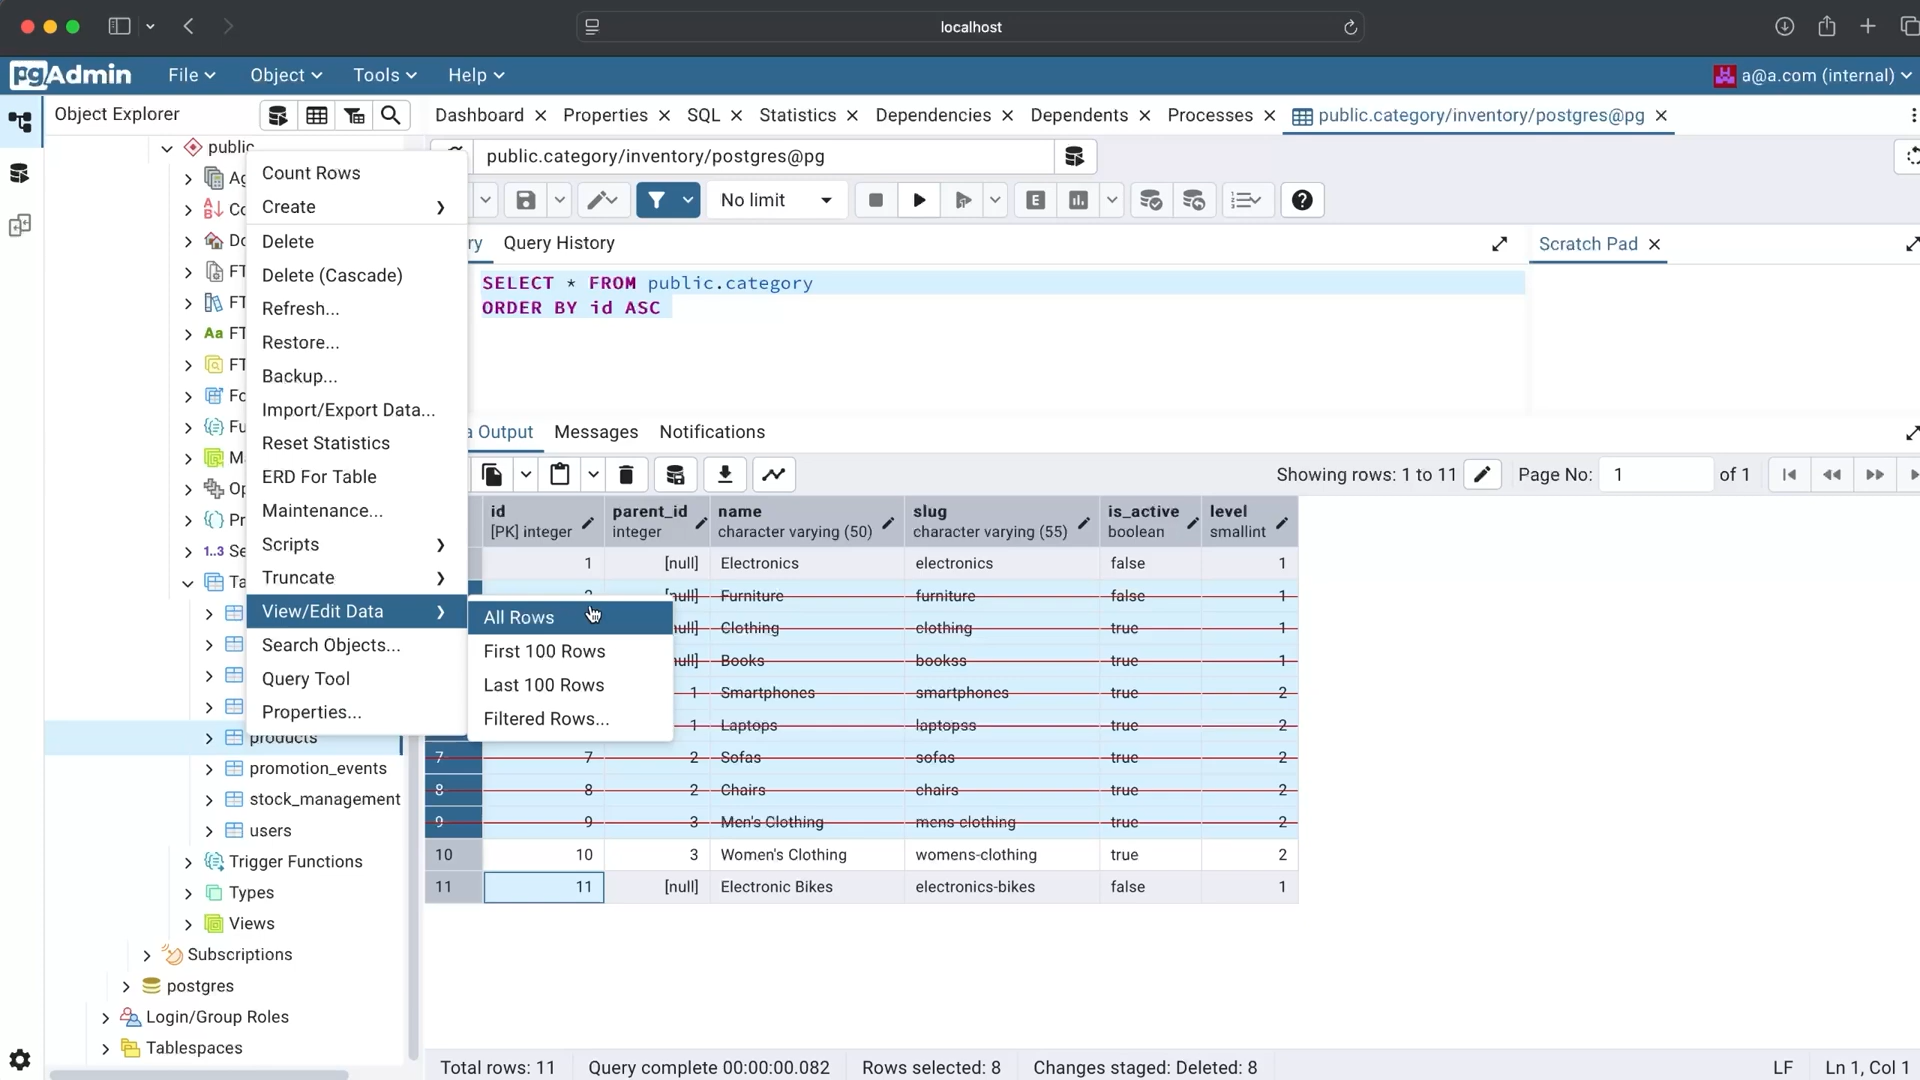 localhost
pgAdmin File Object Tools Help a@a.com (internal)
Object Explorer
Dashboard Properties SQL Statistics Dependencies Dependents Processes public.category/inventory/postgres@pg
public
public.category/inventory/postgres@pg
No limit
E
Query History
Scratch Pad
SELECT * FROM public.category
ORDER BY id ASC
Count Rows
Create
Delete
Delete (Cascade)
Refresh...
Restore...
Backup...
Import/Export Data...
Reset Statistics
ERD For Table
Maintenance...
Scripts
Truncate
View/Edit Data
Search Objects...
Query Tool
Properties...
All Rows
First 100 Rows
Last 100 Rows
Filtered Rows...
products
promotion_events
stock_management
users
Trigger Functions
Types
Views
Subscriptions
postgres
Login/Group Roles
Tablespaces
Output Messages Notifications
Showing rows: 1 to 11 Page No: 1 of 1
id parent_id name slug is_active level
[PK] integer integer character varying (50) character varying (55) boolean smallint
1 [null] Electronics electronics false 1
Furniture furniture false 1
Clothing clothing true 1
Books bookss true 1
1 Smartphones smartphones true 2
1 Laptops laptopss true 2
7 7 2 Sofas sofas true 2
8 8 2 Chairs chairs true 2
9 9 3 Men's Clothing mens-clothing true 2
10 10 3 Women's Clothing womens-clothing true 2
11 11 [null] Electronic Bikes electronics-bikes false 1
Total rows: 11 Query complete 00:00:00.082 Rows selected: 8 Changes staged: Deleted: 8 LF Ln 1, Col 1